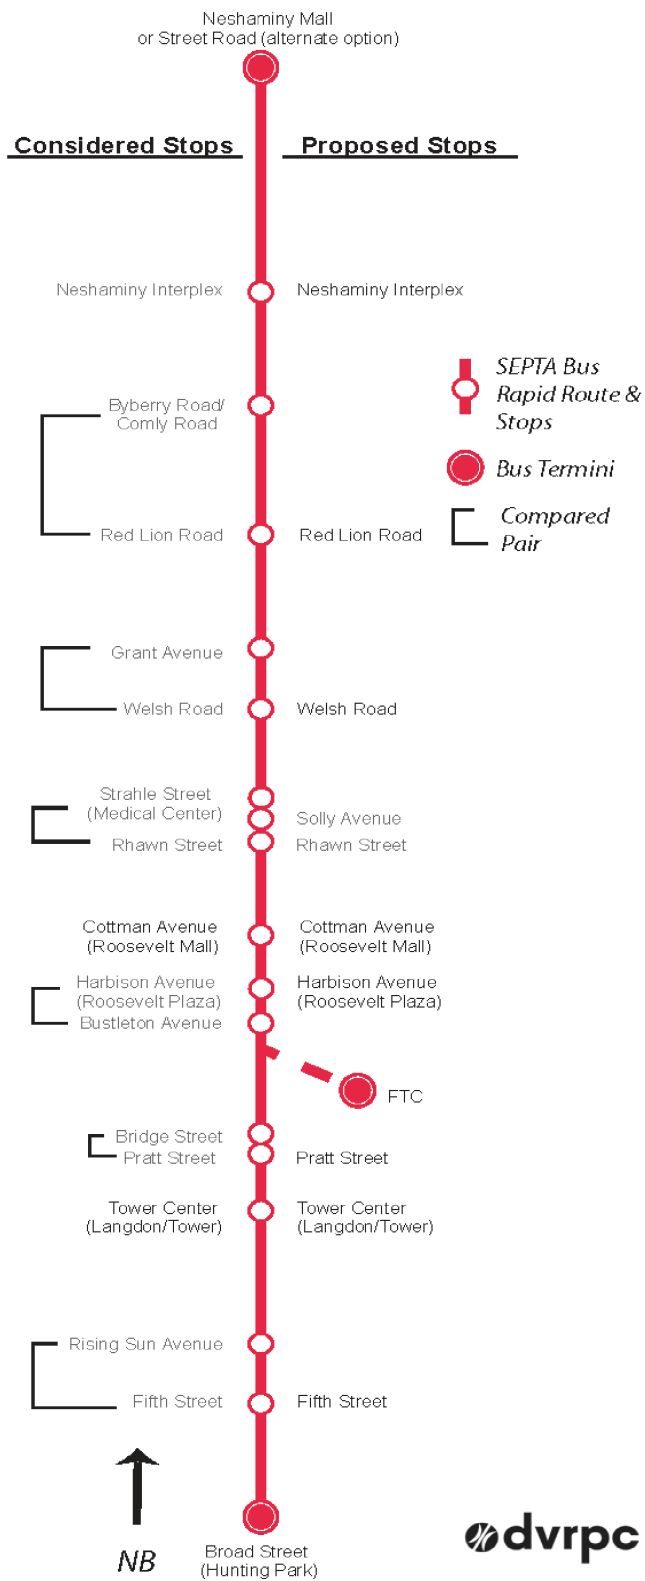 Neshaminy Mall
or Street Road (alternate option)
Considered Stops
Proposed Stops
Neshaminy Interplex
Neshaminy Interplex
SEPTA Bus
Rapid Route &
Stops
Byberry Road/
Comly Road
Bus Termini
Compared
Pair
Red Lion Road
Red Lion Road
Grant Avenue
Welsh Road
Welsh Road
Strahle Street
(Medical Center)
Solly Avenue
Rhawn Street
Rhawn Street
Cottman Avenue
(Roosevelt Mall)
Cottman Avenue
(Roosevelt Mall)
Harbison Avenue
(Roosevelt Plaza)
Harbison Avenue
(Roosevelt Plaza)
Bustleton Avenue
FTC
Bridge Street
Pratt Street
Pratt Street
Tower Center
(Langdon/Tower)
Tower Center
(Langdon/Tower)
Rising Sun Avenue
Fifth Street
Fifth Street
NB
Broad Street
(Hunting Park)
dvrpc